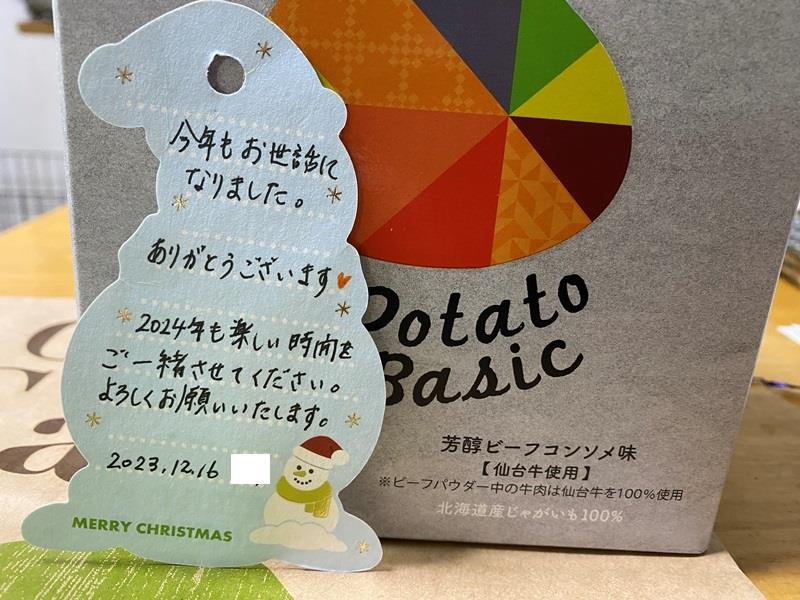 今年もお世話に
なりました。
ありがとうございます
2024年も楽しい時間を
ご一緒させてください。
よろしくお願いいたします。
2023.12.16
MERRY CHRISTMAS
Potato
Basic
芳醇ビーフコンソメ味
【仙台牛使用】
※ビーフパウダー中の牛肉は仙台牛を100%使用
北海道産じゃがいも100%